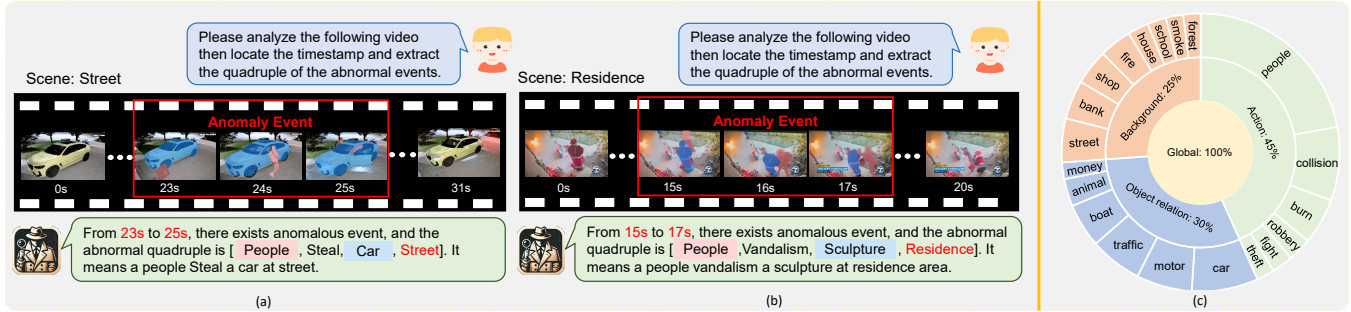 Please analyze the following video
then locate the timestamp and extract
the quadruple of the abnormal events.
Scene: Street
Anomaly Event
0s
23s
24s
25s
31s
From 23s to 25s, there exists anomalous event, and the
abnormal quadruple is [ People , Steal, Car , Street]. It
means a people Steal a car at street.
(a)
Please analyze the following video
then locate the timestamp and extract
the quadruple of the abnormal events.
Scene: Residence
Anomaly Event
0s
15s
16s
17s
20s
From 15s to 17s, there exists anomalous event, and the abnormal
quadruple is [ People ,Vandalism, Sculpture , Residence]. It
means a people vandalism a sculpture at residence area.
(b)
Global: 100%
Action: 45%
people
collision
burn
robbery
fight
theft
Object relation: 30%
car
motor
traffic
boat
animal
money
Background: 25%
street
bank
shop
fire
house
school
smoke
forest
(c)